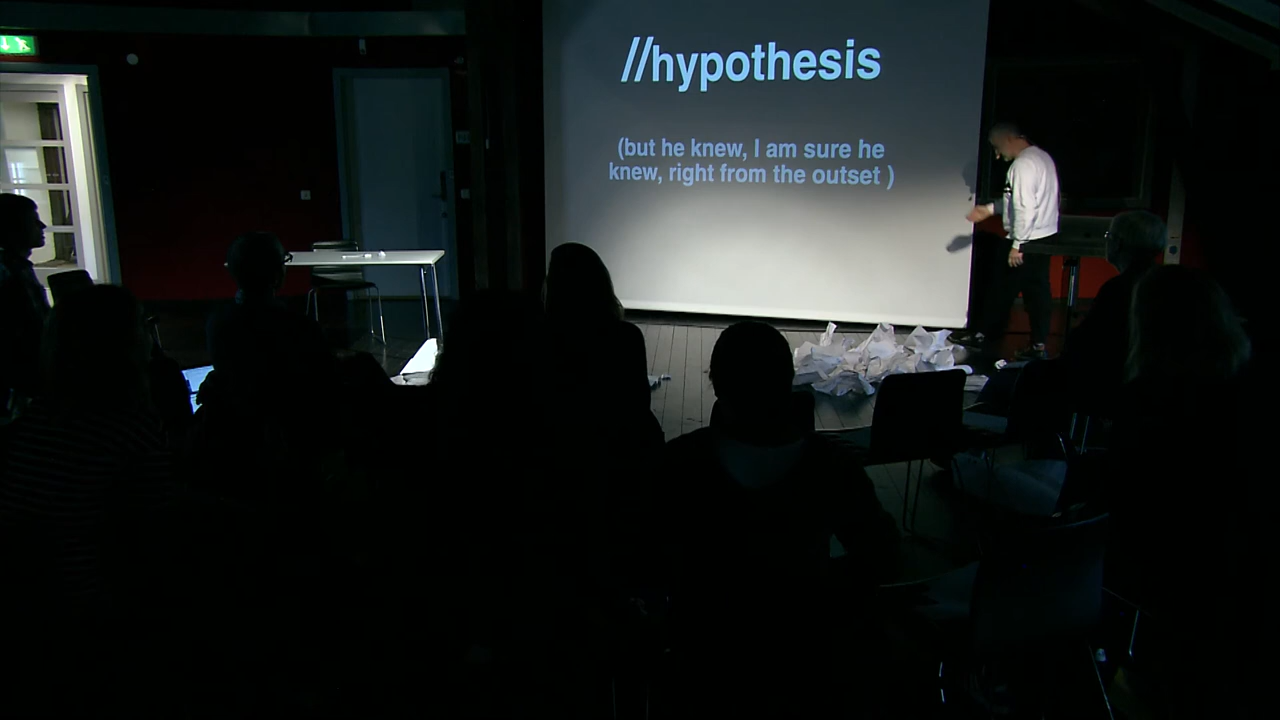 //hypothesis
(but he knew, I am sure he
knew, right from the outset )